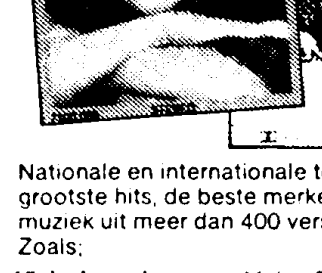 Nationale en internationale t
grootste hits, de beste merke
muziek uit meer dan 400 vers
Zoals;